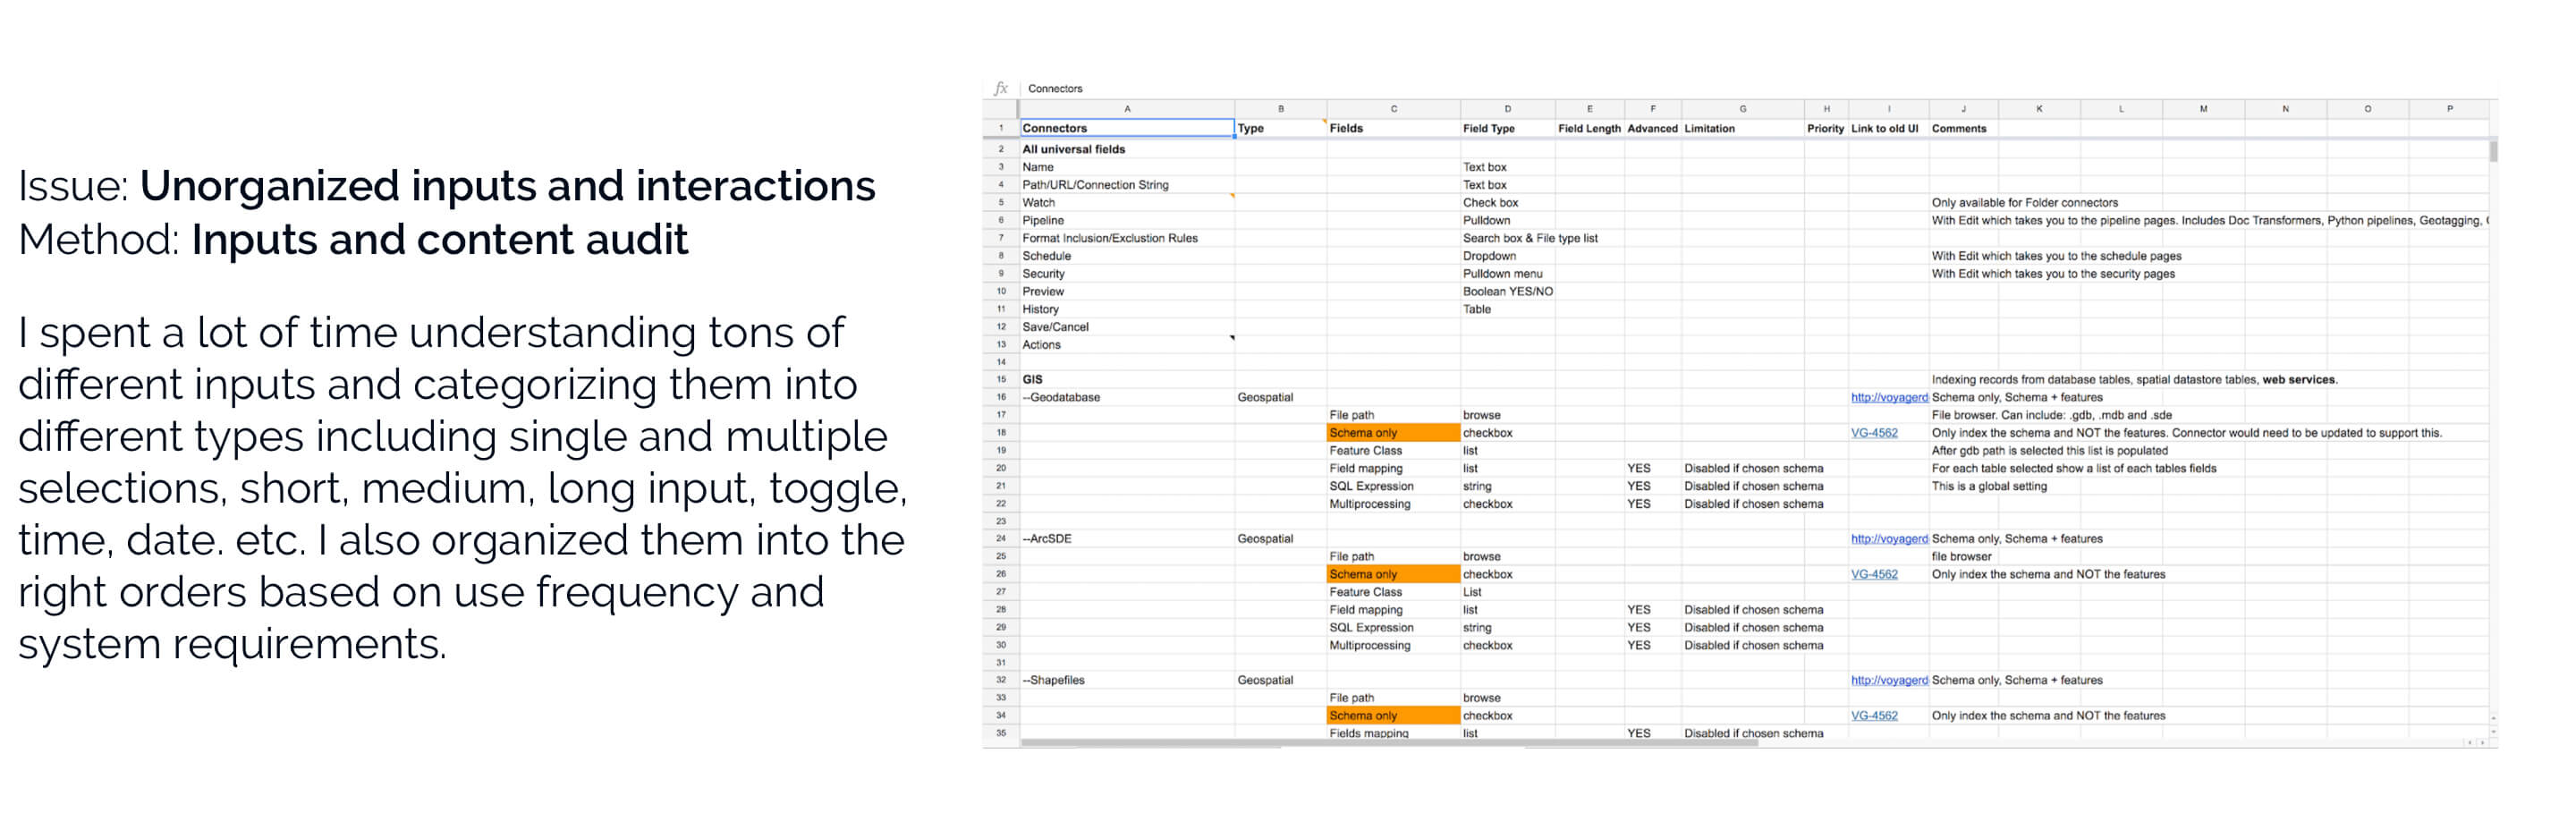 Issue: Unorganized inputs and interactions
Method: Inputs and content audit
I spent a lot of time understanding tons of
different inputs and categorizing them into
different types including single and multiple
selections, short, medium, long input, toggle,
time, date. etc. I also organized them into the
right orders based on use frequency and
system requirements.
fx Connectors
A B C D E F G H I J K L M N O P
1 Connectors Type Fields Field Type Field Length Advanced Limitation Priority Link to old UI Comments
2 All universal fields
3 Name Text box
4 Path/URL/Connection String Text box
5 Watch Check box Only available for Folder connectors
6 Pipeline Pulldown With Edit which takes you to the pipeline pages. Includes Doc Transformers, Python pipelines, Geotagging,
7 Format Inclusion/Exclustion Rules Search box & File type list
8 Schedule Dropdown With Edit which takes you to the schedule pages
9 Security Pulldown menu With Edit which takes you to the security pages
10 Preview Boolean YES/NO
11 History Table
12 Save/Cancel
13 Actions
14
15 GIS Indexing records from database tables, spatial datastore tables, web services.
16 --Geodatabase Geospatial http://voyagerd Schema only, Schema + features
17 File path browse File browser. Can include: .gdb, .mdb and .sde
18 Schema only checkbox VG-4562 Only index the schema and NOT the features. Connector would need to be updated to support this.
19 Feature Class list After gdb path is selected this list is populated
20 Field mapping list YES Disabled if chosen schema For each table selected show a list of each tables fields
21 SQL Expression string YES Disabled if chosen schema This is a global setting
22 Multiprocessing checkbox YES Disabled if chosen schema
23
24 --ArcSDE Geospatial http://voyagerd Schema only, Schema + features
25 File path browse file browser
26 Schema only checkbox VG-4562 Only index the schema and NOT the features
27 Feature Class List
28 Field mapping list YES Disabled if chosen schema
29 SQL Expression string YES Disabled if chosen schema
30 Multiprocessing checkbox YES Disabled if chosen schema
31
32 --Shapefiles Geospatial http://voyagerd Schema only, Schema + features
33 File path browse
34 Schema only checkbox VG-4562 Only index the schema and NOT the features
35 Fields mapping list YES Disabled if chosen schema